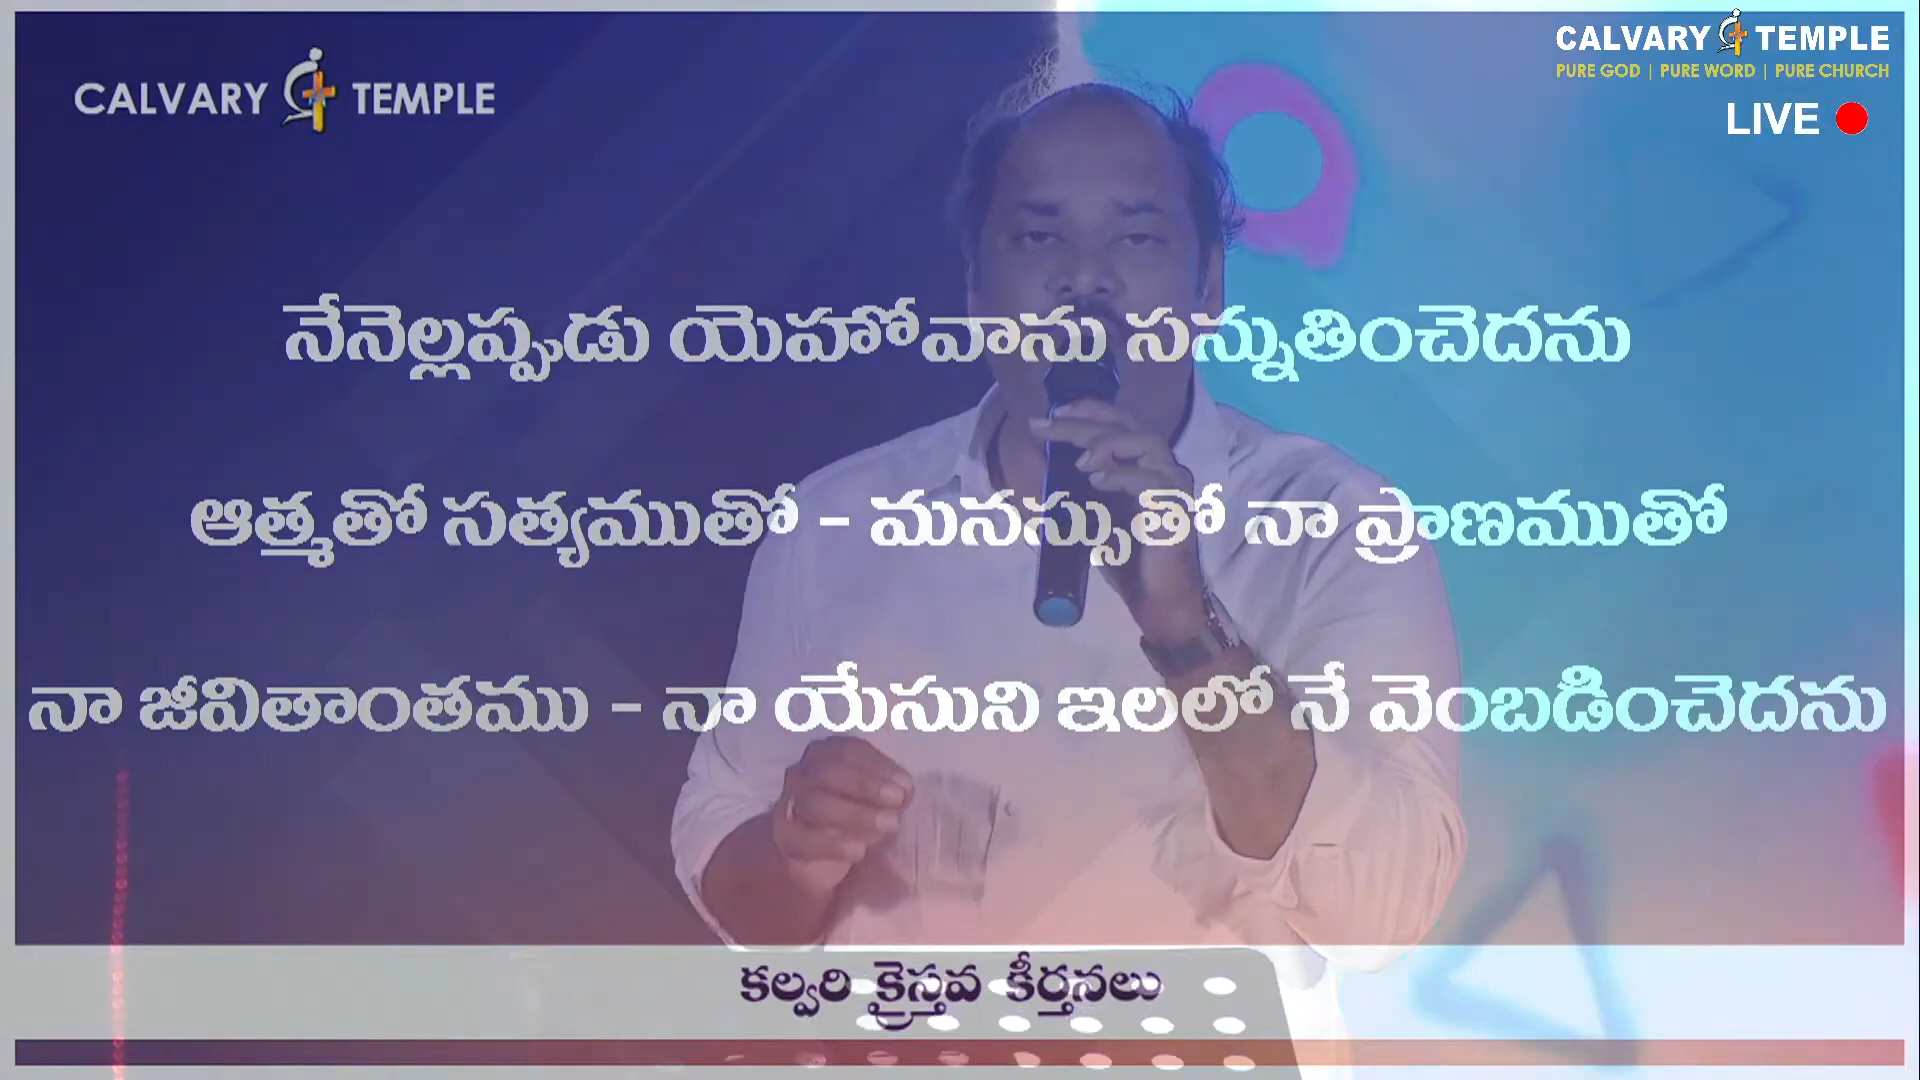 CALVARY TEMPLE
CALVARY TEMPLE
PURE GOD | PURE WORD | PURE CHURCH
LIVE
నేనెల్లప్పుడు యెహోవాను సన్నుతించెదను
ఆత్మతో సత్యముతో - మనస్సుతో నా ప్రాణముతో
నా జీవితాంతము - నా యేసుని ఇలలో నే వెంబడించెదను
కల్వరి క్రైస్తవ కీర్తనలు